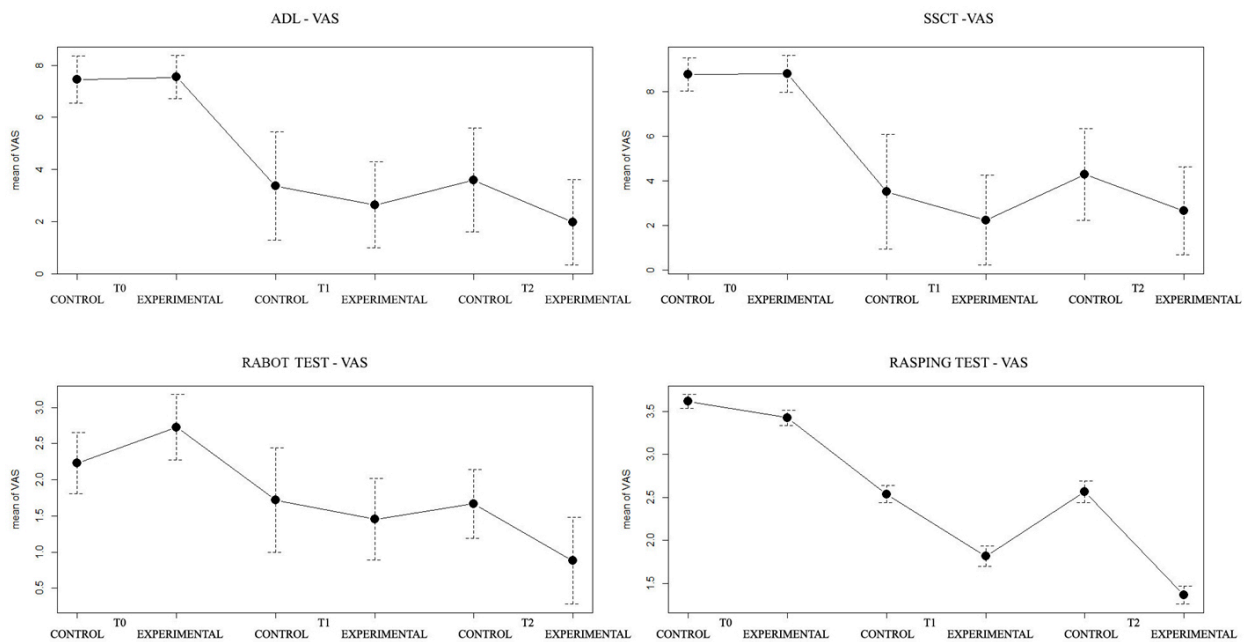 ADL - VAS
mean of VAS
8
6
4
2
0
T0 T1 T2
CONTROL EXPERIMENTAL CONTROL EXPERIMENTAL CONTROL EXPERIMENTAL
SSCT -VAS
mean of VAS
8
6
4
2
0
T0 T1 T2
CONTROL EXPERIMENTAL CONTROL EXPERIMENTAL CONTROL EXPERIMENTAL
RABOT TEST - VAS
mean of VAS
3.0
2.5
2.0
1.5
1.0
0.5
T0 T1 T2
CONTROL EXPERIMENTAL CONTROL EXPERIMENTAL CONTROL EXPERIMENTAL
RASPING TEST - VAS
mean of VAS
3.5
3.0
2.5
2.0
1.5
T0 T1 T2
CONTROL EXPERIMENTAL CONTROL EXPERIMENTAL CONTROL EXPERIMENTAL